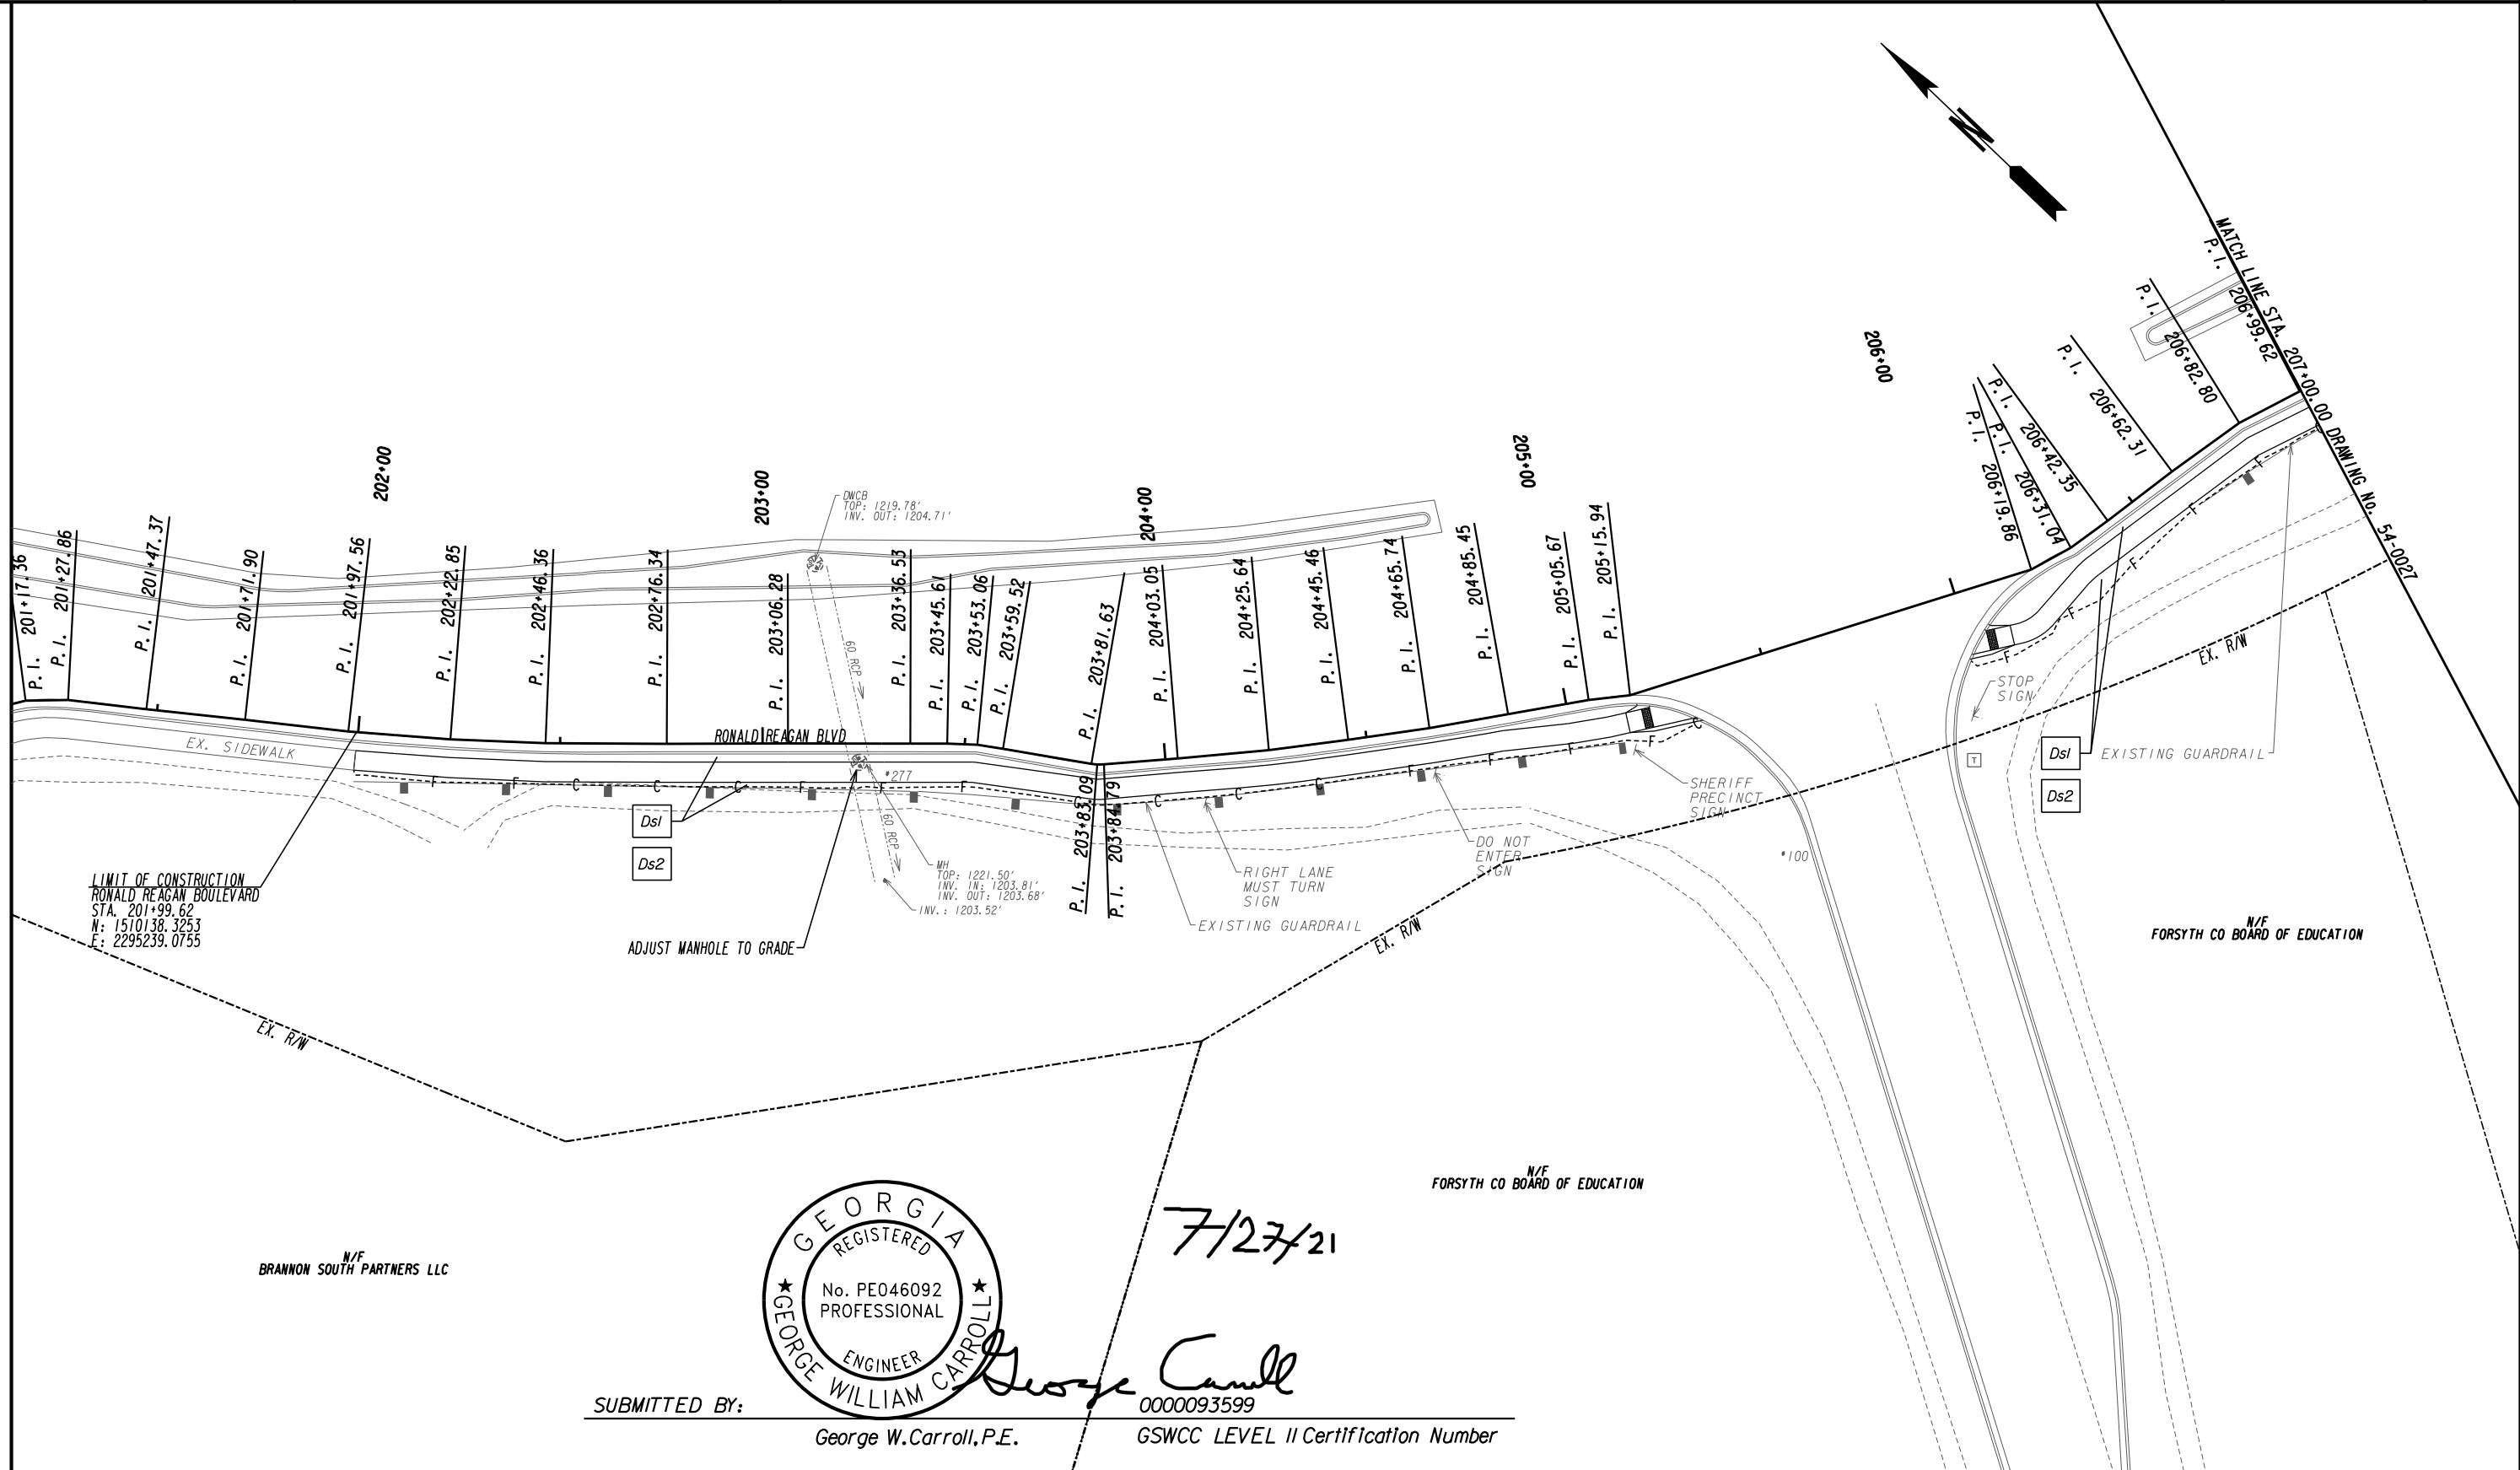 MATCH LINE STA. 207+00.00 DRAWING No. 54-0027
N
202+00
203+00
204+00
205+00
206+00
P.I. 201+17.36
P.I. 201+27.86
P.I. 201+47.37
P.I. 201+71.90
P.I. 201+97.56
P.I. 202+22.85
P.I. 202+46.36
P.I. 202+76.34
P.I. 203+06.28
P.I. 203+36.53
P.I. 203+45.61
P.I. 203+53.06
P.I. 203+59.52
P.I. 203+81.63
P.I. 203+83.09
P.I. 203+84.79
P.I. 204+03.05
P.I. 204+25.64
P.I. 204+45.46
P.I. 204+65.74
P.I. 204+85.45
P.I. 205+05.67
P.I. 205+15.94
P.I. 206+19.86
P.I. 206+31.04
P.I. 206+42.35
P.I. 206+62.31
P.I. 206+82.80
P.I. 206+99.62
DWCB
TOP: 1219.78'
INV. OUT: 1204.71'
60 RCP
RONALD REAGAN BLVD
EX. SIDEWALK
277
60 RCP
F F C C C F F F C C C C F F F F C
F F F F F C
Ds1
Ds2
MH
TOP: 1221.50'
INV. IN: 1203.81'
INV. OUT: 1203.68'
INV.: 1203.52'
ADJUST MANHOLE TO GRADE
LIMIT OF CONSTRUCTION
RONALD REAGAN BOULEVARD
STA. 201+99.62
N: 1510138.3253
E: 2295239.0755
EXISTING GUARDRAIL
RIGHT LANE
MUST TURN
SIGN
DO NOT
ENTER
SIGN
SHERIFF
PRECINCT
SIGN
100
STOP
SIGN
T
Ds1
Ds2
EXISTING GUARDRAIL
EX. R/W
EX. R/W
EX. R/W
N/F
FORSYTH CO BOARD OF EDUCATION
N/F
FORSYTH CO BOARD OF EDUCATION
N/F
BRANNON SOUTH PARTNERS LLC
GEORGIA
REGISTERED
No. PE046092
PROFESSIONAL
ENGINEER
★ GEORGE WILLIAM CARROLL ★
7/27/21
George Carroll
SUBMITTED BY:
0000093599
George W. Carroll, P.E.
GSWCC LEVEL II Certification Number